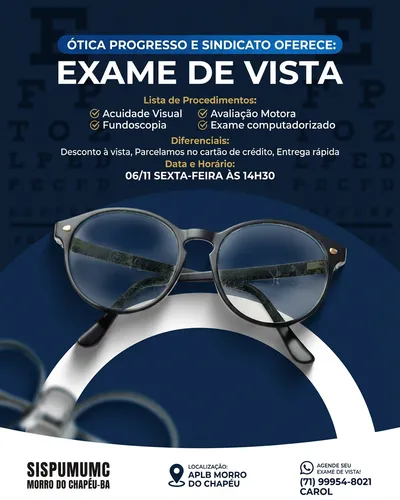 ÓTICA PROGRESSO E SINDICATO OFERECE:
EXAME DE VISTA
Lista de Procedimentos:
Acuidade Visual
Avaliação Motora
Fundoscopia
Exame computadorizado
Diferenciais:
Desconto à vista, Parcelamos no cartão de crédito, Entrega rápida
Data e Horário:
06/11 SEXTA-FEIRA ÀS 14H30
SISPUMUMC
MORRO DO CHAPÉU-BA
LOCALIZAÇÃO:
APLB MORRO
DO CHAPÉU
AGENDE SEU
EXAME DE VISTA!
(71) 99954-8021
CAROL